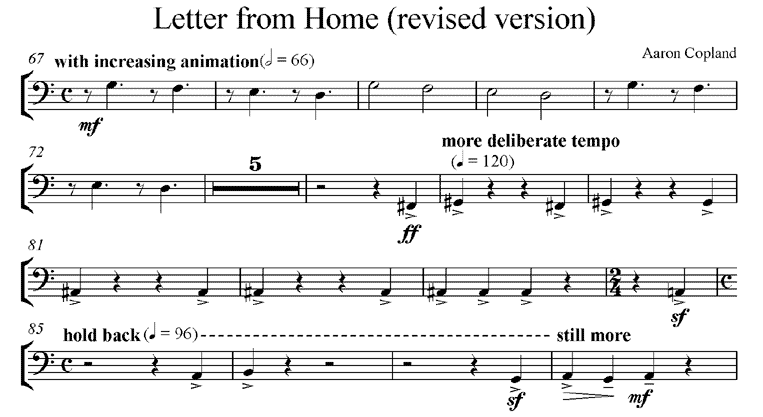 Letter from Home (revised version)
Aaron Copland
67 with increasing animation (𝅗𝅥 = 66)
mf
72 5 more deliberate tempo
(♩ = 120)
ff
81
2
4
sf
85 hold back (♩ = 96) still more
sf mf